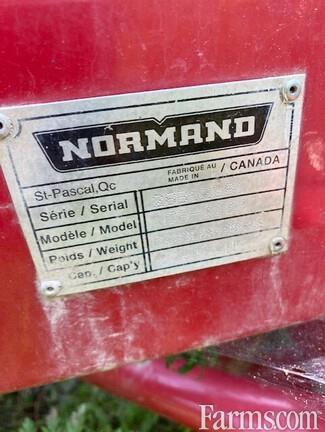 NORMAND
St-Pascal,Qc
FABRIQUÉ AU
MADE IN / CANADA
Série / Serial
Modèle / Model
Poids / Weight
Cap. / Cap'y
Farms.com®